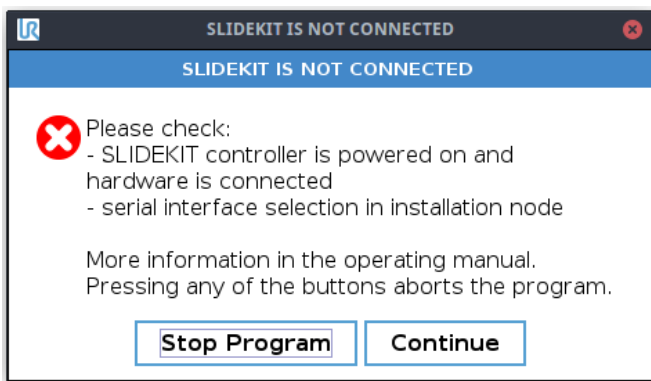 SLIDEKIT IS NOT CONNECTED
SLIDEKIT IS NOT CONNECTED
Please check:
- SLIDEKIT controller is powered on and
hardware is connected
- serial interface selection in installation node
More information in the operating manual.
Pressing any of the buttons aborts the program.
Stop Program
Continue